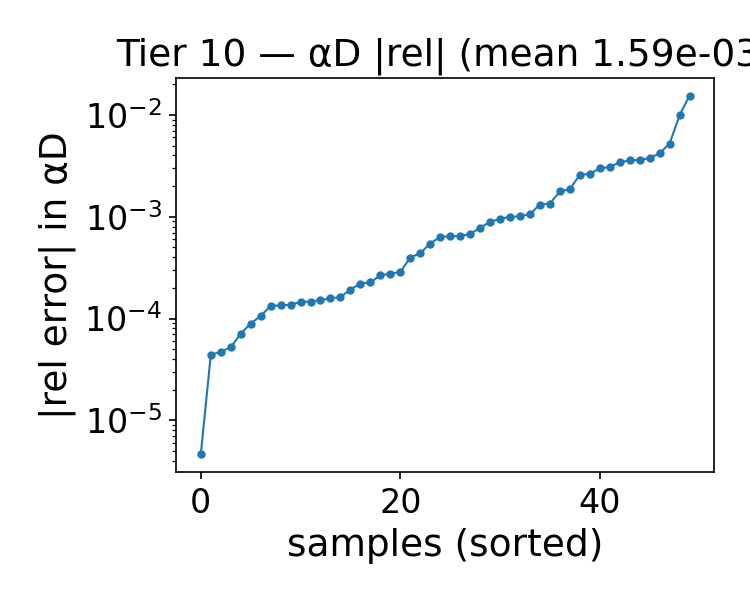 Tier 10 — αD |rel| (mean 1.59e-03
|rel error| in αD
10⁻²
10⁻³
10⁻⁴
10⁻⁵
0 20 40
samples (sorted)